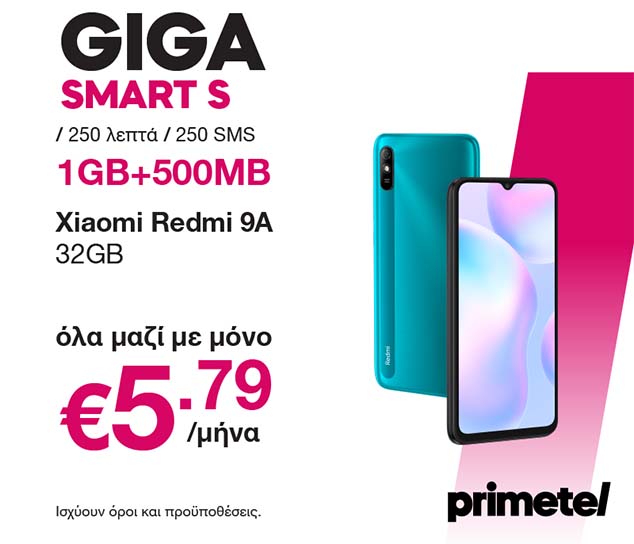 GIGA
SMART S
/ 250 λεπτά / 250 SMS
1GB+500MB
Xiaomi Redmi 9A
32GB
όλα μαζί με μόνο
€5.79
/μήνα
Ισχύουν όροι και προϋποθέσεις.
Redmi
primetel